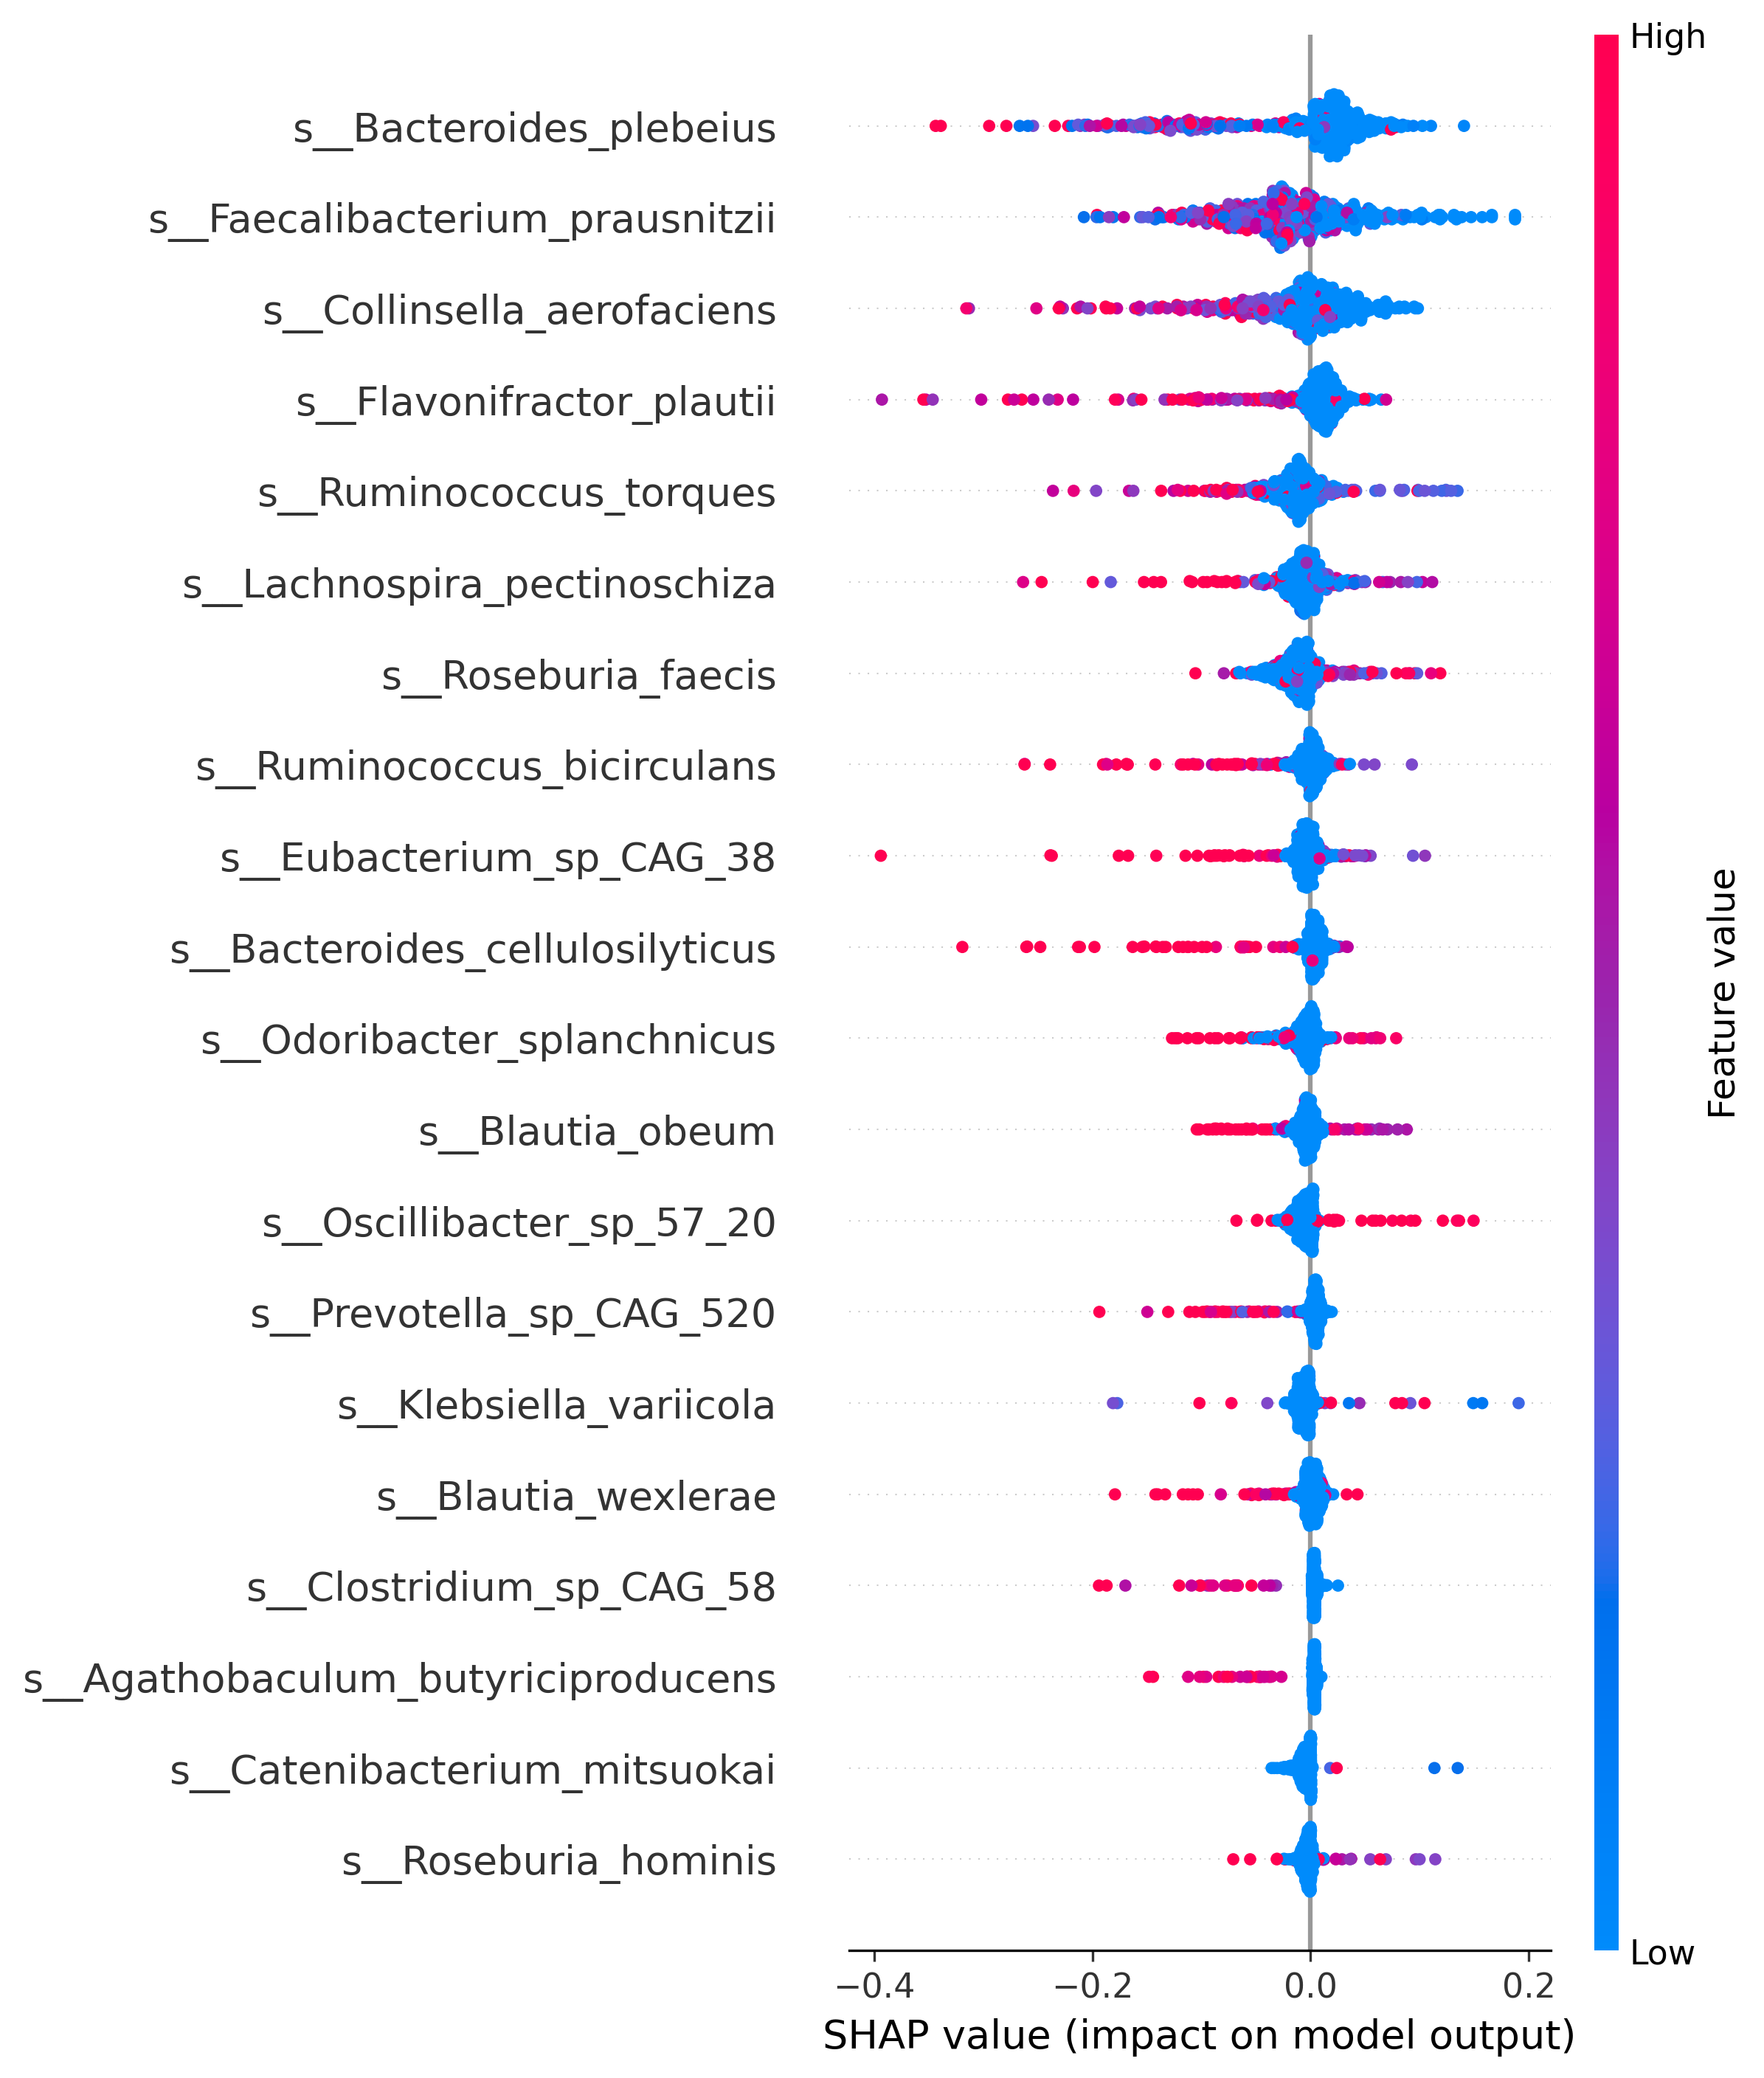 High
s__Bacteroides_plebeius
s__Faecalibacterium_prausnitzii
s__Collinsella_aerofaciens
s__Flavonifractor_plautii
s__Ruminococcus_torques
s__Lachnospira_pectinoschiza
s__Roseburia_faecis
s__Ruminococcus_bicirculans
s__Eubacterium_sp_CAG_38
s__Bacteroides_cellulosilyticus
s__Odoribacter_splanchnicus
s__Blautia_obeum
s__Oscillibacter_sp_57_20
s__Prevotella_sp_CAG_520
s__Klebsiella_variicola
s__Blautia_wexlerae
s__Clostridium_sp_CAG_58
s__Agathobaculum_butyriciproducens
s__Catenibacterium_mitsuokai
s__Roseburia_hominis
Feature value
Low
−0.4 −0.2 0.0 0.2
SHAP value (impact on model output)